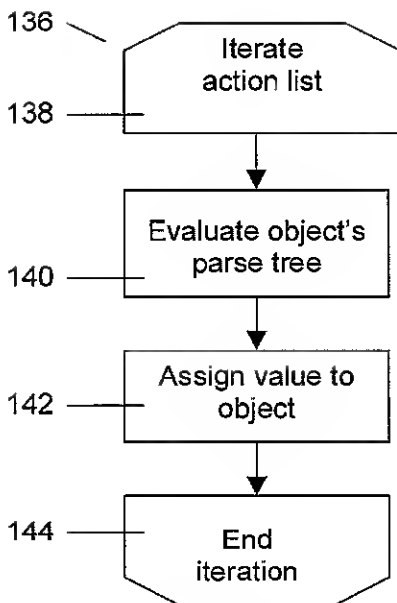 136
Iterate
action list
138
Evaluate object's
parse tree
140
Assign value to
object
142
144
End
iteration